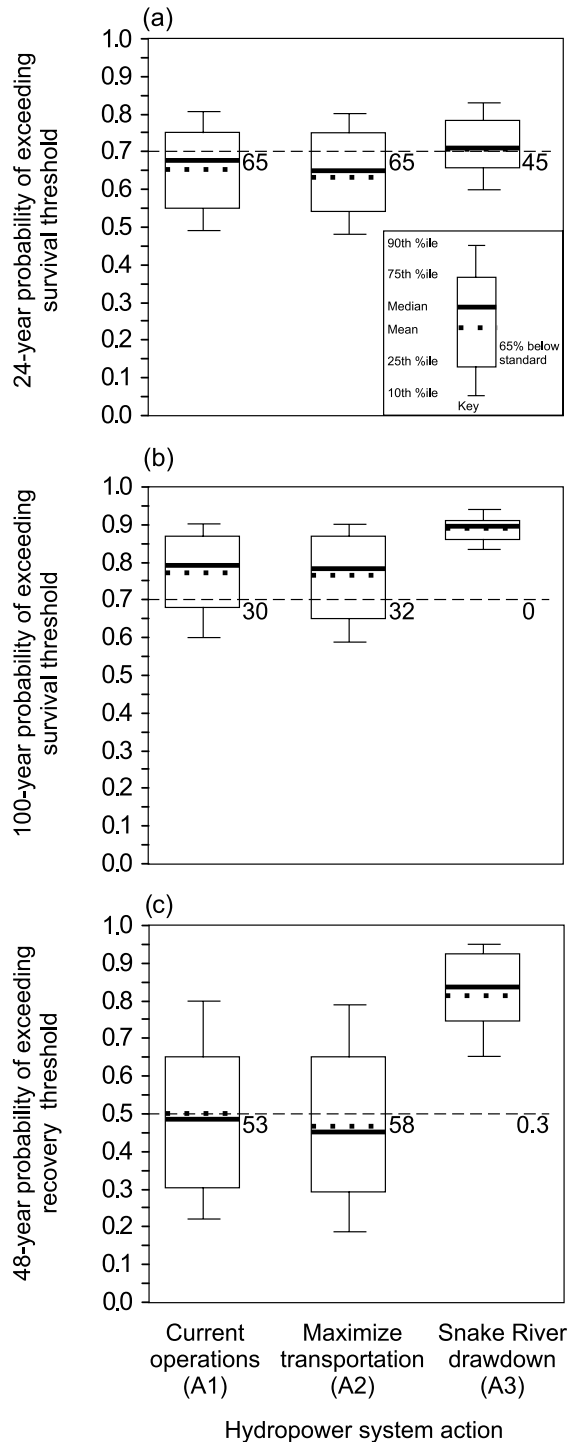 (a)
24-year probability of exceeding
survival threshold
1.0
0.9
0.8
0.7
0.6
0.5
0.4
0.3
0.2
0.1
0.0
65
65
45
90th %ile
75th %ile
Median
Mean
25th %ile
10th %ile
65% below
standard
Key
(b)
100-year probability of exceeding
survival threshold
1.0
0.9
0.8
0.7
0.6
0.5
0.4
0.3
0.2
0.1
0.0
30
32
0
(c)
48-year probability of exceeding
recovery threshold
1.0
0.9
0.8
0.7
0.6
0.5
0.4
0.3
0.2
0.1
0.0
53
58
0.3
Current
operations
(A1)
Maximize
transportation
(A2)
Snake River
drawdown
(A3)
Hydropower system action